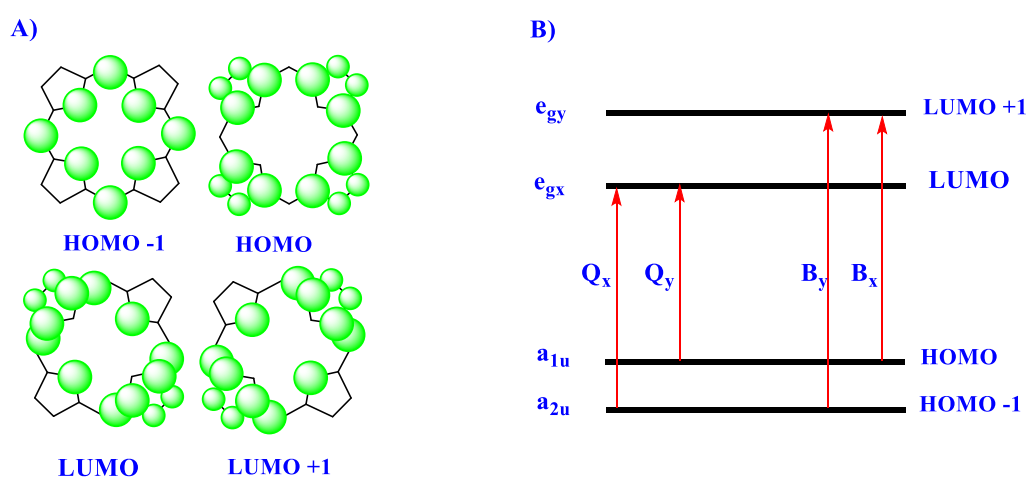 A)
HOMO -1
HOMO
LUMO
LUMO +1
B)
egy
LUMO +1
egx
LUMO
Qx
Qy
By
Bx
a1u
HOMO
a2u
HOMO -1